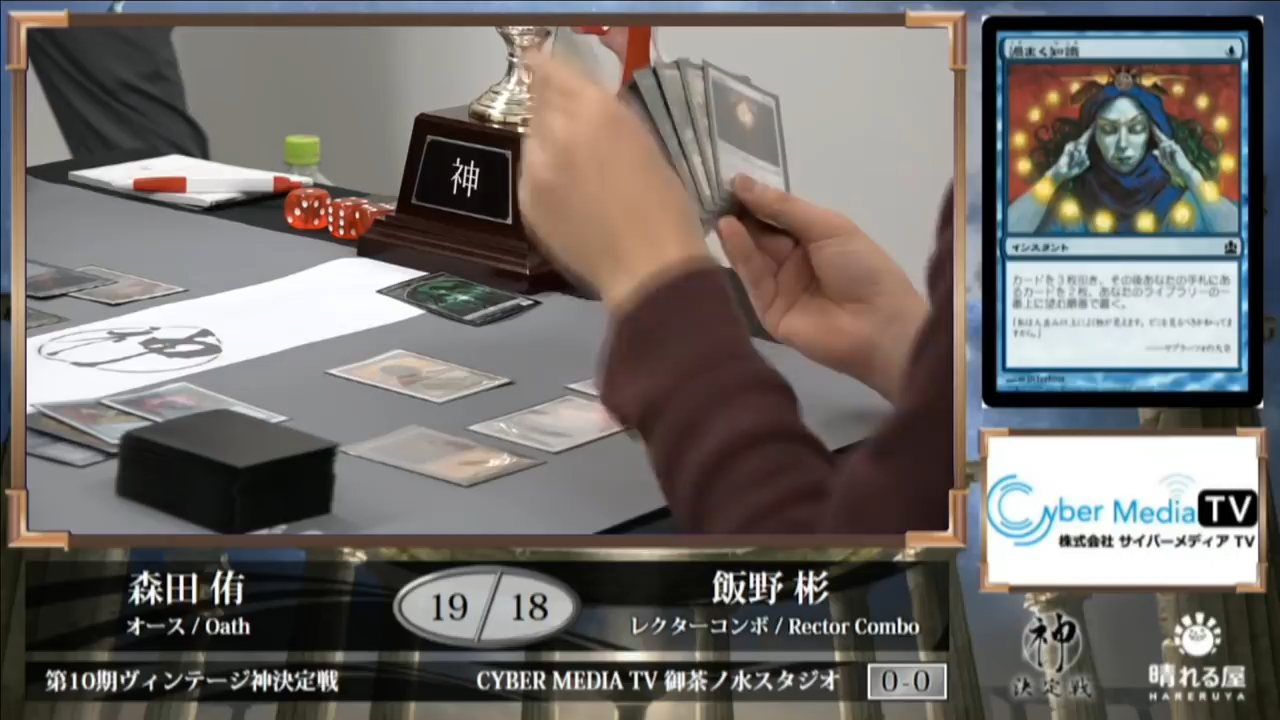 神
渦まく知識
インスタント
カードを3枚引き、その後あなたの手札にあ
るカードを2枚、あなたのライブラリーの一
番上に望む順番で置く。
Cyber Media TV
株式会社 サイバーメディア TV
森田 侑
オース / Oath
19 / 18
飯野 彬
レクターコンボ / Rector Combo
第10期ヴィンテージ神決定戦
CYBER MEDIA TV 御茶ノ水スタジオ
0-0
神
決定戦
晴れる屋
HARERUYA